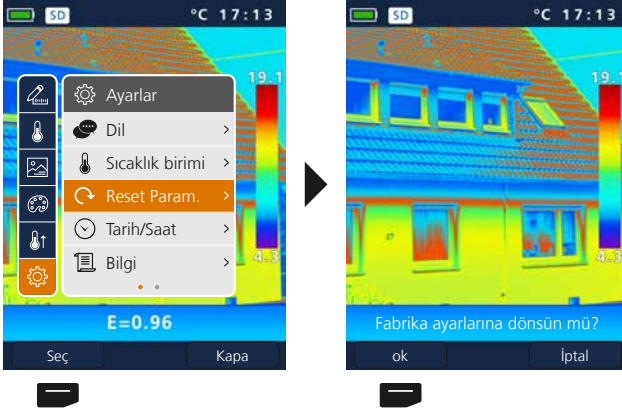 SD °C 17:13
19.1
Ayarlar
Dil
Sıcaklık birimi
Reset Param.
Tarih/Saat
Bilgi
4.3
E=0.96
Seç Kapa
SD °C 17:13
19.1
4.3
Fabrika ayarlarına dönsün mü?
ok İptal